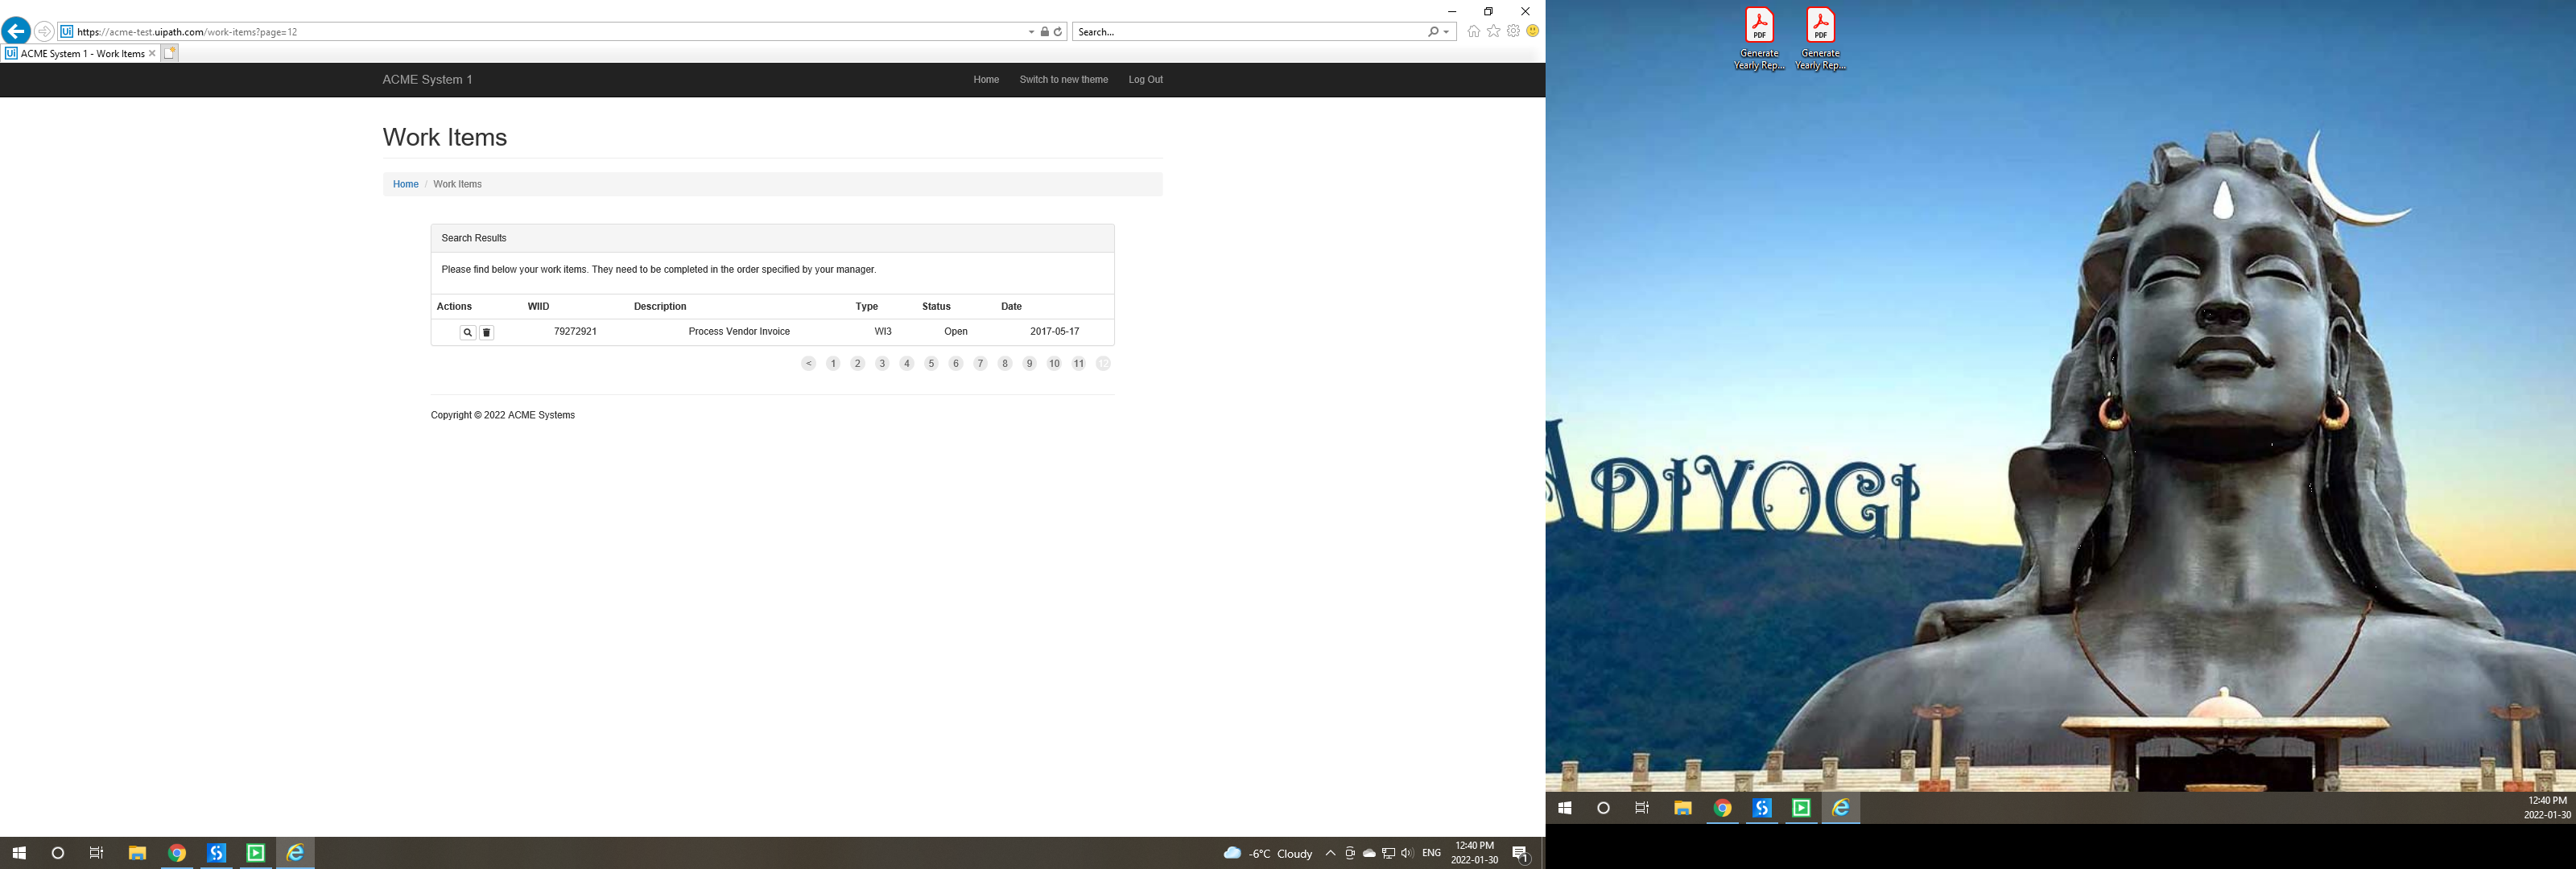 https://acme-test.uipath.com/work-items?page=12
Search...
ACME System 1 - Work Items
ACME System 1
Home
Switch to new theme
Log Out
Work Items
Home / Work Items
Search Results
Please find below your work items. They need to be completed in the order specified by your manager.
Actions WIID Description Type Status Date
79272921 Process Vendor Invoice WI3 Open 2017-05-17
< 1 2 3 4 5 6 7 8 9 10 11 12
Copyright © 2022 ACME Systems
-6°C Cloudy
ENG
12:40 PM
2022-01-30
1
PDF
Generate
Yearly Rep...
PDF
Generate
Yearly Rep...
ADIYOGI
12:40 PM
2022-01-30